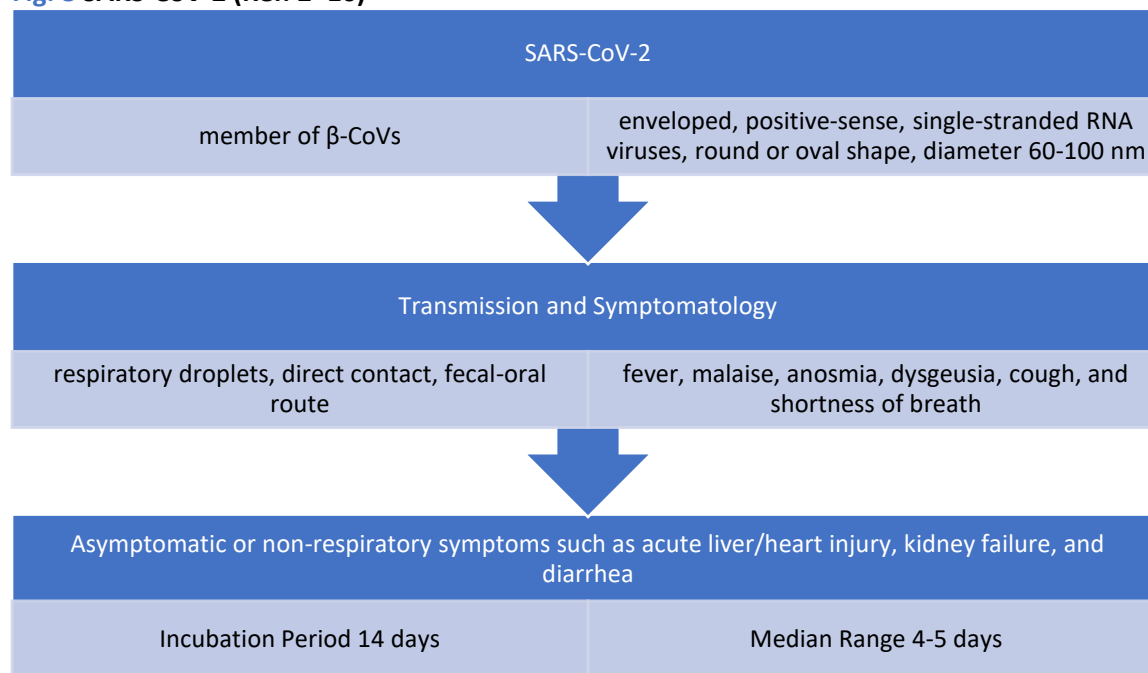 SARS-CoV-2
member of β-CoVs
enveloped, positive-sense, single-stranded RNA
viruses, round or oval shape, diameter 60-100 nm
Transmission and Symptomatology
respiratory droplets, direct contact, fecal-oral
route
fever, malaise, anosmia, dysgeusia, cough, and
shortness of breath
Asymptomatic or non-respiratory symptoms such as acute liver/heart injury, kidney failure, and
diarrhea
Incubation Period 14 days
Median Range 4-5 days